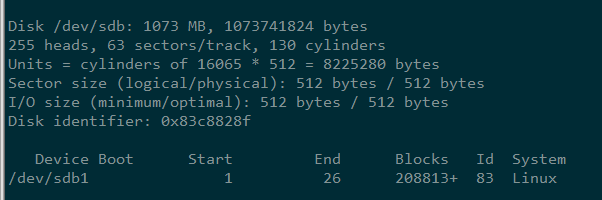 Disk /dev/sdb: 1073 MB, 1073741824 bytes
255 heads, 63 sectors/track, 130 cylinders
Units = cylinders of 16065 * 512 = 8225280 bytes
Sector size (logical/physical): 512 bytes / 512 bytes
I/O size (minimum/optimal): 512 bytes / 512 bytes
Disk identifier: 0x83c8828f
Device Boot Start End Blocks Id System
/dev/sdb1 1 26 208813+ 83 Linux